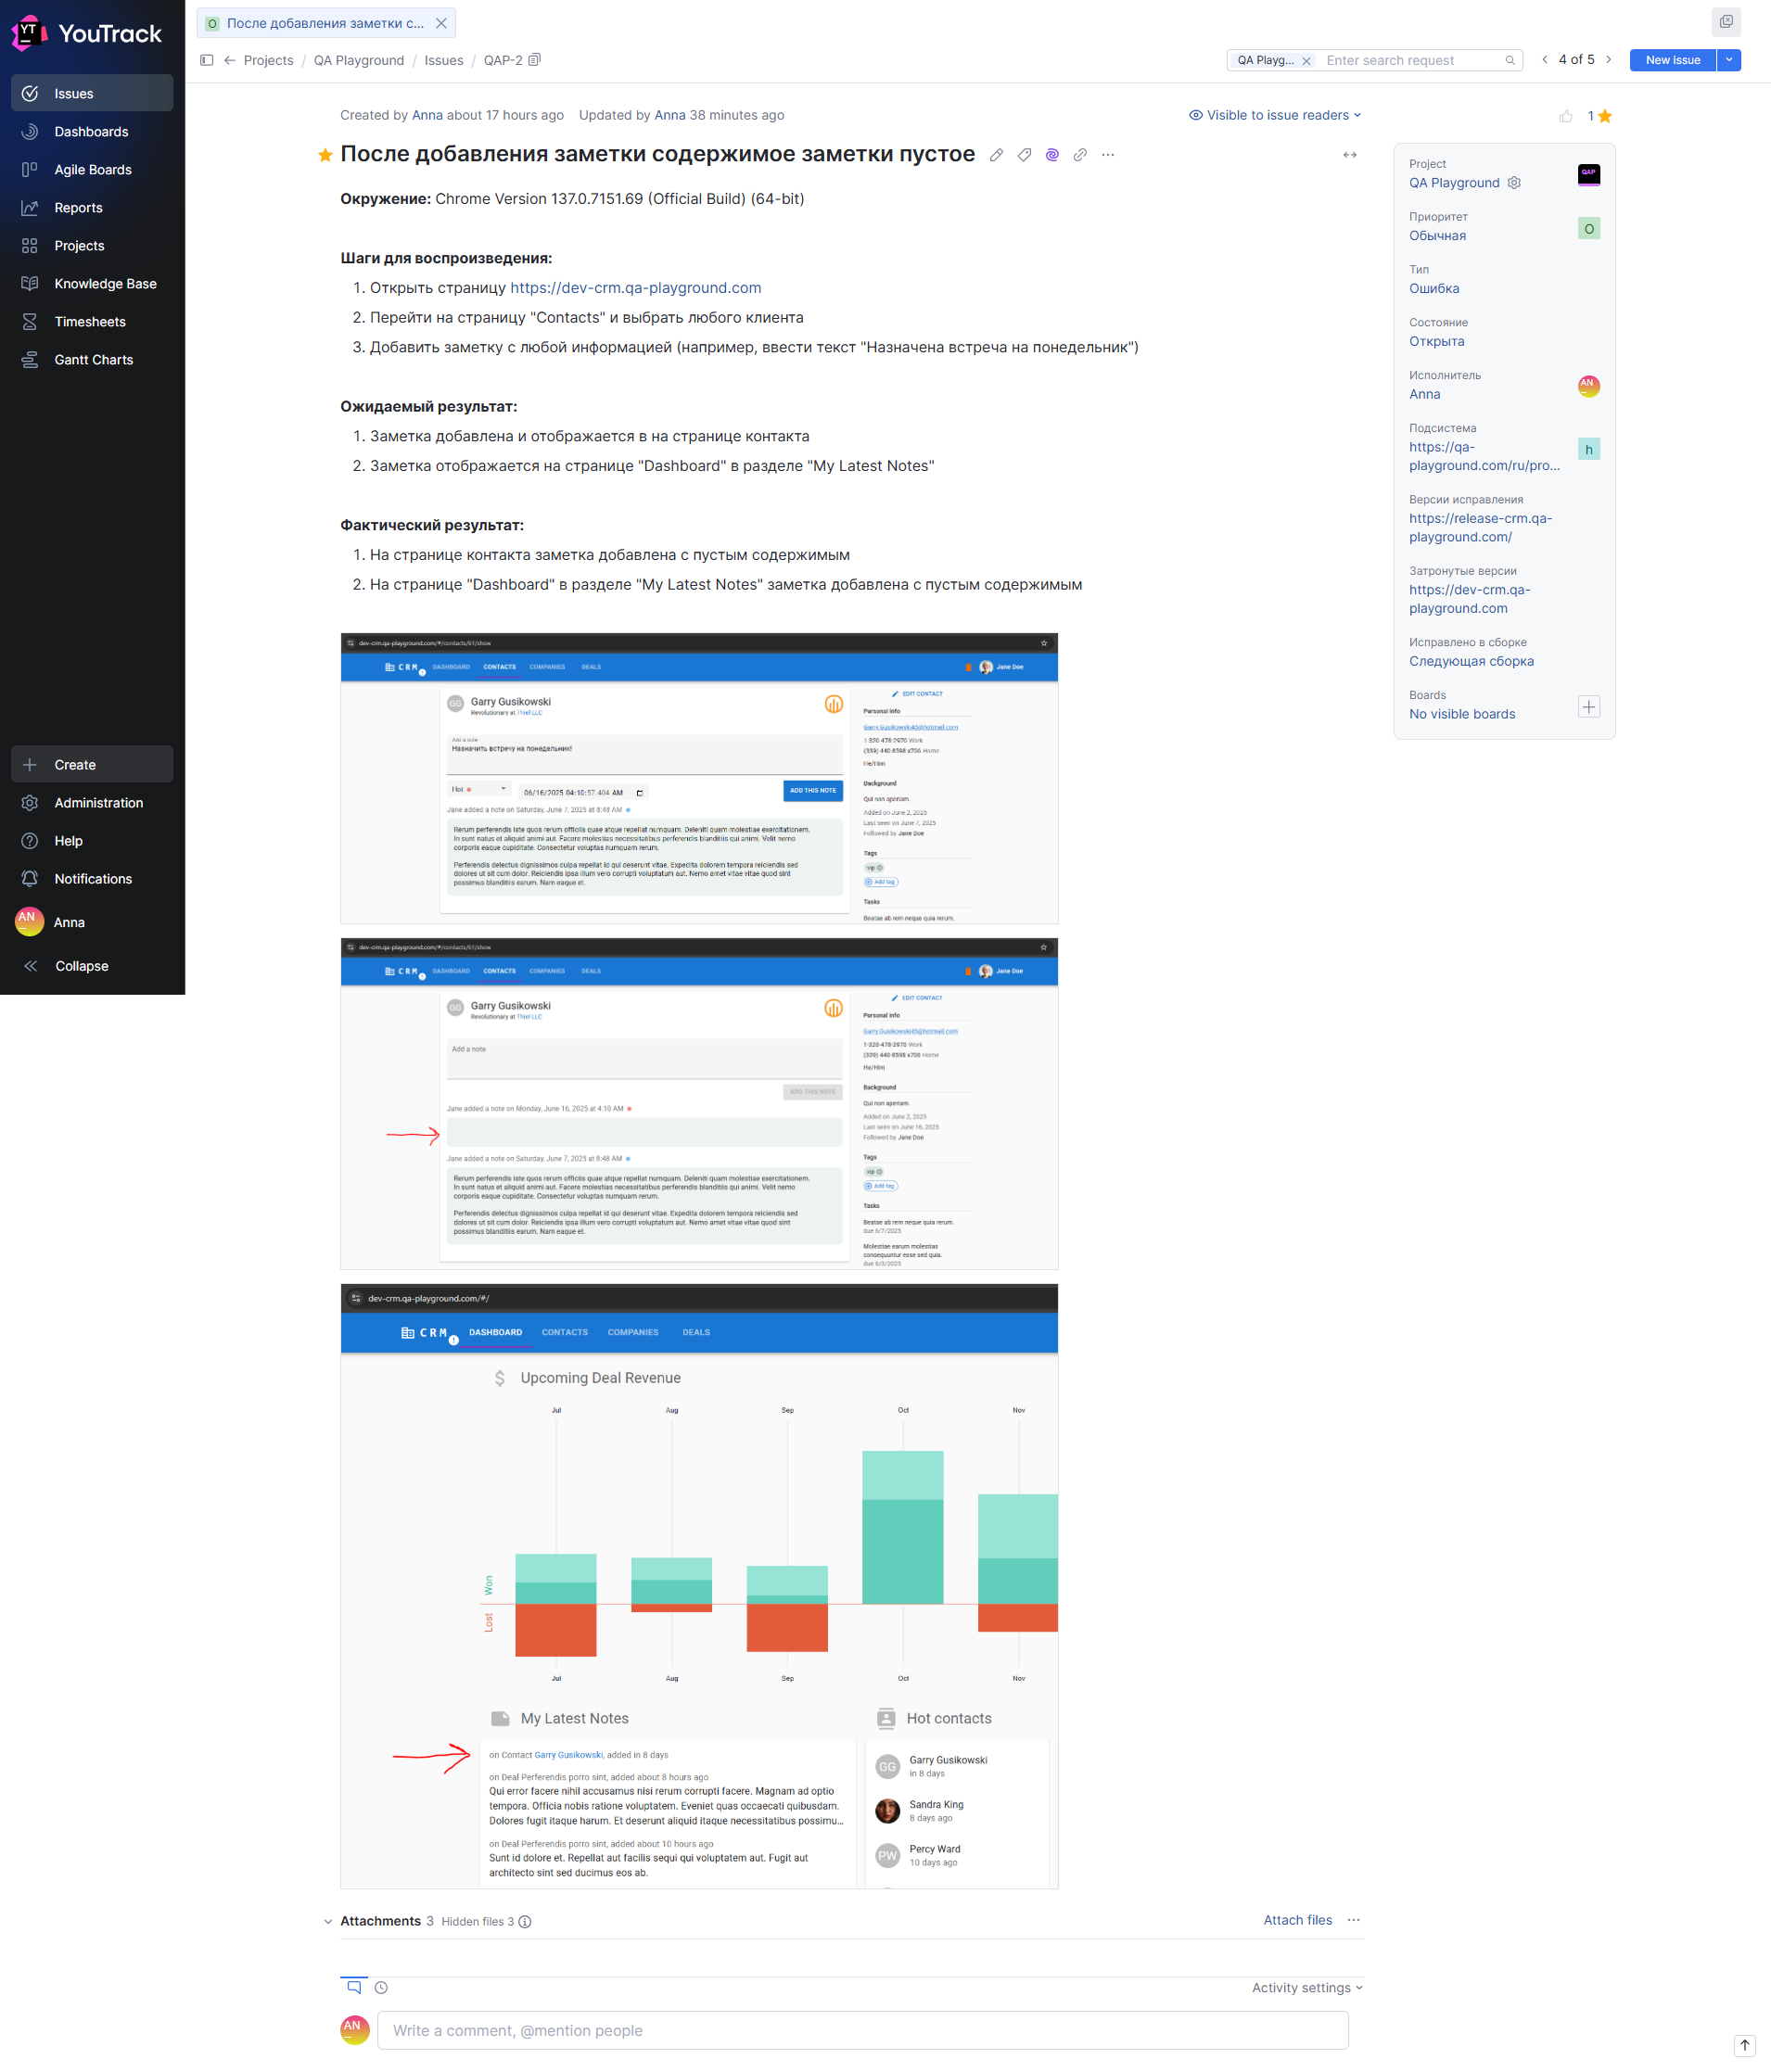 YT
YouTrack
Issues
Dashboards
Agile Boards
Reports
Projects
Knowledge Base
Timesheets
Gantt Charts
Create
Administration
Help
Notifications
AN
Anna
Collapse
О После добавления заметки с...
Projects / QA Playground / Issues / QAP-2
QA Playg... Enter search request
4 of 5
New issue
Created by Anna about 17 hours ago Updated by Anna 38 minutes ago
Visible to issue readers
1
После добавления заметки содержимое заметки пустое
Окружение: Chrome Version 137.0.7151.69 (Official Build) (64-bit)
Шаги для воспроизведения:
1. Открыть страницу https://dev-crm.qa-playground.com
2. Перейти на страницу "Contacts" и выбрать любого клиента
3. Добавить заметку с любой информацией (например, ввести текст "Назначена встреча на понедельник")
Ожидаемый результат:
1. Заметка добавлена и отображается в на странице контакта
2. Заметка отображается на странице "Dashboard" в разделе "My Latest Notes"
Фактический результат:
1. На странице контакта заметка добавлена с пустым содержимым
2. На странице "Dashboard" в разделе "My Latest Notes" заметка добавлена с пустым содержимым
dev-crm.qa-playground.com/#/contacts/61/show
CRM DASHBOARD CONTACTS COMPANIES DEALS
Jane Doe
GG Garry Gusikowski
Revolutionary at Thiel LLC
Add a note
Назначить встречу на понедельник!
Hot
06/16/2025 04:10:57.404 AM
ADD THIS NOTE
Jane added a note on Saturday, June 7, 2025 at 8:48 AM
Rerum perferendis iste quos rerum officiis quae atque repellat numquam. Deleniti quam molestiae exercitationem.
In sunt natus et aliquid animi aut. Facere molestias necessitatibus perferendis blanditiis qui animi. Velit nemo
corporis eaque cupiditate. Consectetur voluptas numquam rerum.
Perferendis delectus dignissimos culpa repellat id qui deserunt vitae. Expedita dolorem tempora reiciendis sed
dolores ut sit cum dolor. Reiciendis ipsa illum vero corrupti voluptatum aut. Nemo amet vitae vitae quod sint
possimus blanditiis earum. Nam eaque et.
EDIT CONTACT
Personal info
Garry.Gusikowski45@hotmail.com
1-320-478-2970 Work
(339) 440-8598 x706 Home
He/Him
Background
Qui non aperiam.
Added on June 2, 2025
Last seen on June 7, 2025
Followed by Jane Doe
Tags
vip
Add tag
Tasks
Beatae ab rem neque quia rerum.
dev-crm.qa-playground.com/#/contacts/61/show
CRM DASHBOARD CONTACTS COMPANIES DEALS
Jane Doe
GG Garry Gusikowski
Revolutionary at Thiel LLC
Add a note
ADD THIS NOTE
Jane added a note on Monday, June 16, 2025 at 4:10 AM
Jane added a note on Saturday, June 7, 2025 at 8:48 AM
Rerum perferendis iste quos rerum officiis quae atque repellat numquam. Deleniti quam molestiae exercitationem.
In sunt natus et aliquid animi aut. Facere molestias necessitatibus perferendis blanditiis qui animi. Velit nemo
corporis eaque cupiditate. Consectetur voluptas numquam rerum.
Perferendis delectus dignissimos culpa repellat id qui deserunt vitae. Expedita dolorem tempora reiciendis sed
dolores ut sit cum dolor. Reiciendis ipsa illum vero corrupti voluptatum aut. Nemo amet vitae vitae quod sint
possimus blanditiis earum. Nam eaque et.
EDIT CONTACT
Personal info
Garry.Gusikowski45@hotmail.com
1-320-478-2970 Work
(339) 440-8598 x706 Home
He/Him
Background
Qui non aperiam.
Added on June 2, 2025
Last seen on June 16, 2025
Followed by Jane Doe
Tags
vip
Add tag
Tasks
Beatae ab rem neque quia rerum.
due 6/7/2025
Molestiae earum molestias
consequuntur esse sed quia.
due 6/3/2025
dev-crm.qa-playground.com/#/
CRM DASHBOARD CONTACTS COMPANIES DEALS
Upcoming Deal Revenue
Jul Aug Sep Oct Nov
Won
Lost
Jul Aug Sep Oct Nov
My Latest Notes
on Contact Garry Gusikowski, added in 8 days
on Deal Perferendis porro sint, added about 8 hours ago
Qui error facere nihil accusamus nisi rerum corrupti facere. Magnam ad optio
tempora. Officia nobis ratione voluptatem. Eveniet quas occaecati quibusdam.
Dolores fugit itaque harum. Et deserunt aliquid itaque necessitatibus possimu...
on Deal Perferendis porro sint, added about 10 hours ago
Sunt id dolore et. Repellat aut facilis sequi qui voluptatem aut. Fugit aut
architecto sint sed ducimus eos ab.
Hot contacts
GG Garry Gusikowski
in 8 days
Sandra King
8 days ago
PW Percy Ward
10 days ago
Attachments 3 Hidden files 3
Attach files
Activity settings
AN
Write a comment, @mention people
Project
QA Playground
QAP
Приоритет
Обычная
О
Тип
Ошибка
Состояние
Открыта
Исполнитель
Anna
AN
Подсистема
https://qa-
playground.com/ru/pro...
h
Версии исправления
https://release-crm.qa-
playground.com/
Затронутые версии
https://dev-crm.qa-
playground.com
Исправлено в сборке
Следующая сборка
Boards
No visible boards